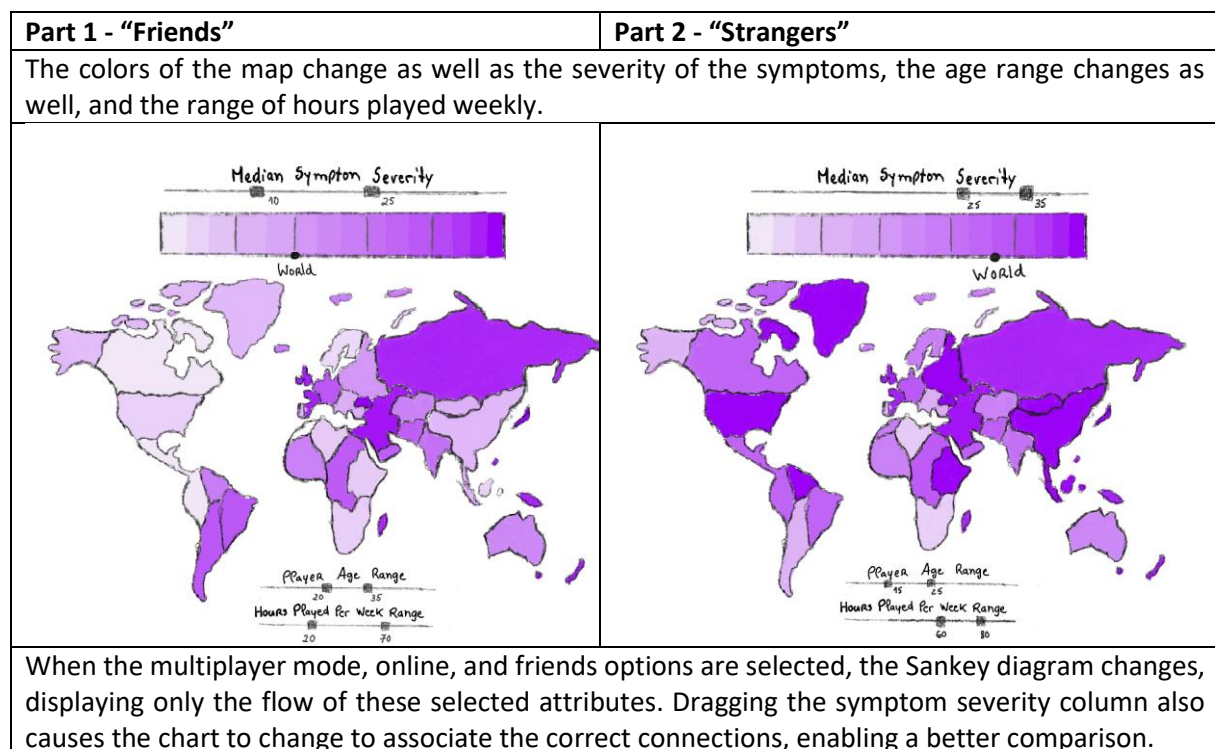 Part 1 - “Friends”
Part 2 - “Strangers”
The colors of the map change as well as the severity of the symptoms, the age range changes as
well, and the range of hours played weekly.
Median Sympton Severity
10
25
World
Player Age Range
20
35
Hours Played Per Week Range
20
70
Median Sympton Severity
25
35
World
Player Age Range
15
25
Hours Played Per Week Range
60
80
When the multiplayer mode, online, and friends options are selected, the Sankey diagram changes,
displaying only the flow of these selected attributes. Dragging the symptom severity column also
causes the chart to change to associate the correct connections, enabling a better comparison.